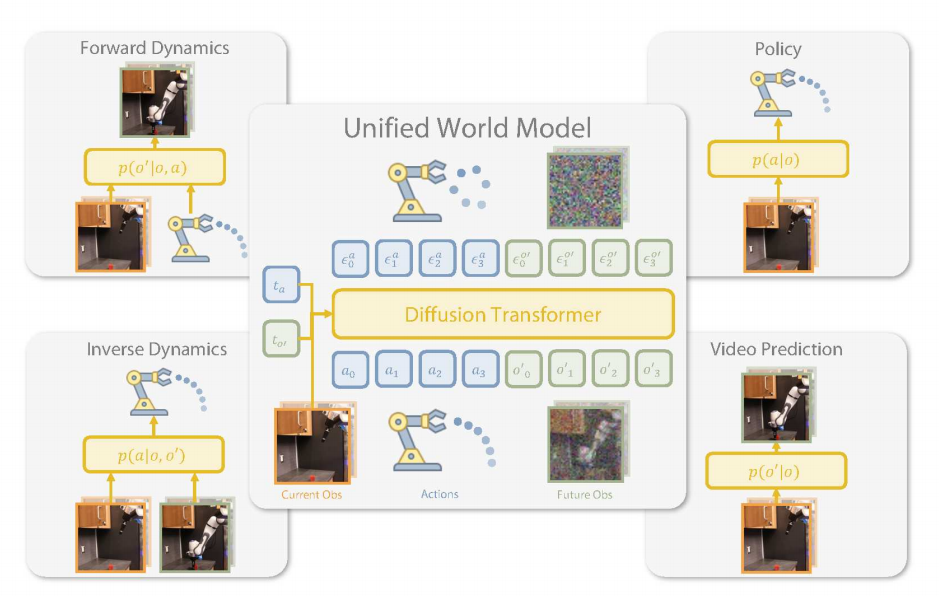 Forward Dynamics
p(o′|o, a)
Policy
p(a|o)
Unified World Model
ϵ₀ᵃ ϵ₁ᵃ ϵ₂ᵃ ϵ₃ᵃ ϵ₀ᵒ′ ϵ₁ᵒ′ ϵ₂ᵒ′ ϵ₃ᵒ′
tₐ
Diffusion Transformer
tₒ′
a₀ a₁ a₂ a₃ o′₀ o′₁ o′₂ o′₃
Current Obs Actions Future Obs
Inverse Dynamics
p(a|o, o′)
Video Prediction
p(o′|o)